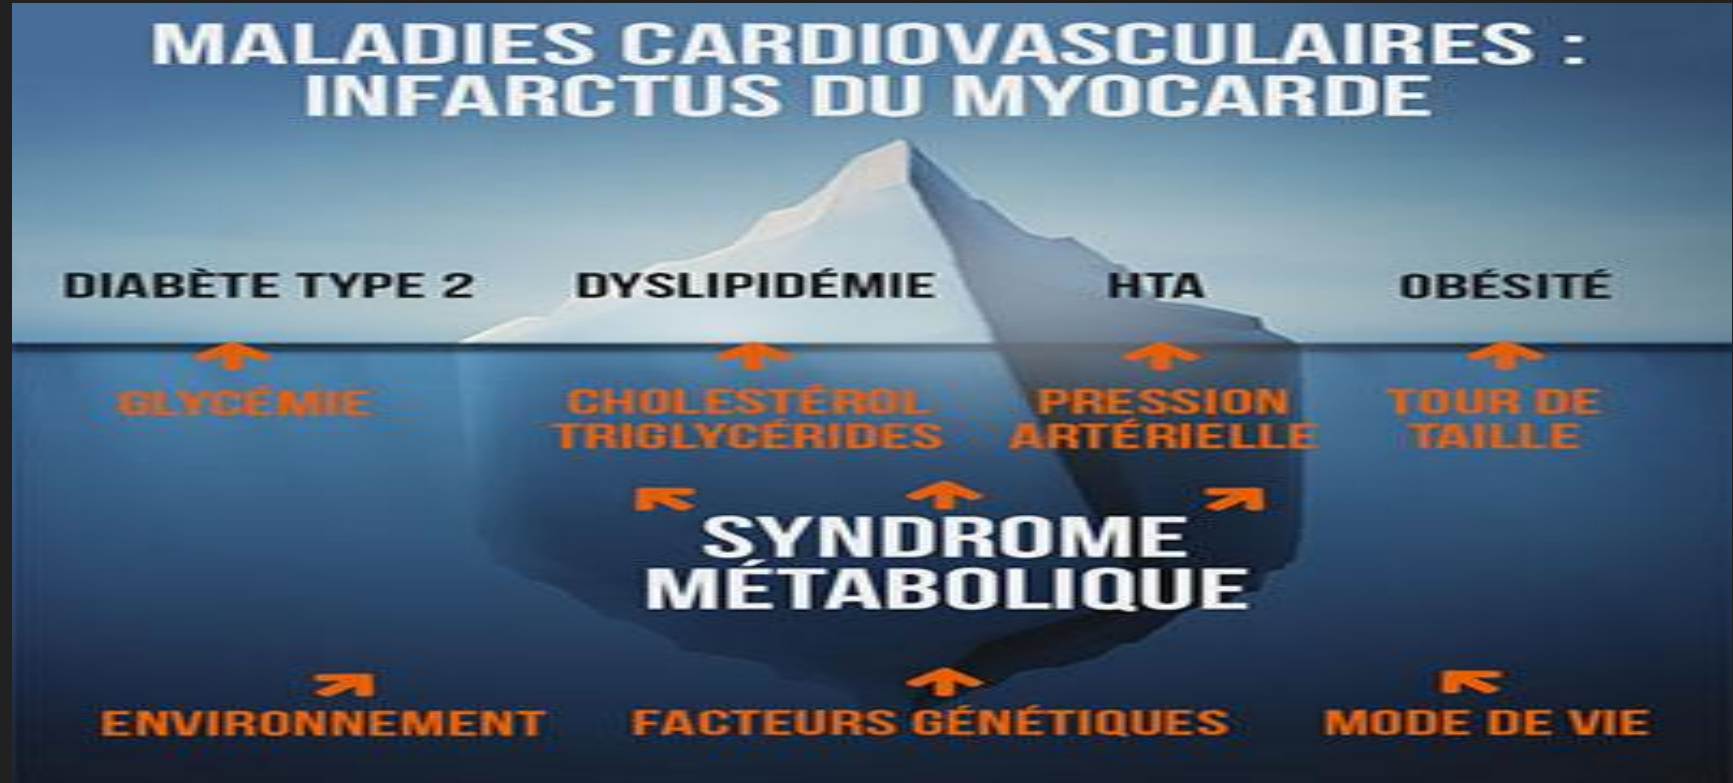 MALADIES CARDIOVASCULAIRES :
INFARCTUS DU MYOCARDE
DIABÈTE TYPE 2
DYSLIPIDÉMIE
HTA
OBÉSITÉ
GLYCÉMIE
CHOLESTÉROL
TRIGLYCÉRIDES
PRESSION
ARTÉRIELLE
TOUR DE
TAILLE
SYNDROME
MÉTABOLIQUE
ENVIRONNEMENT
FACTEURS GÉNÉTIQUES
MODE DE VIE